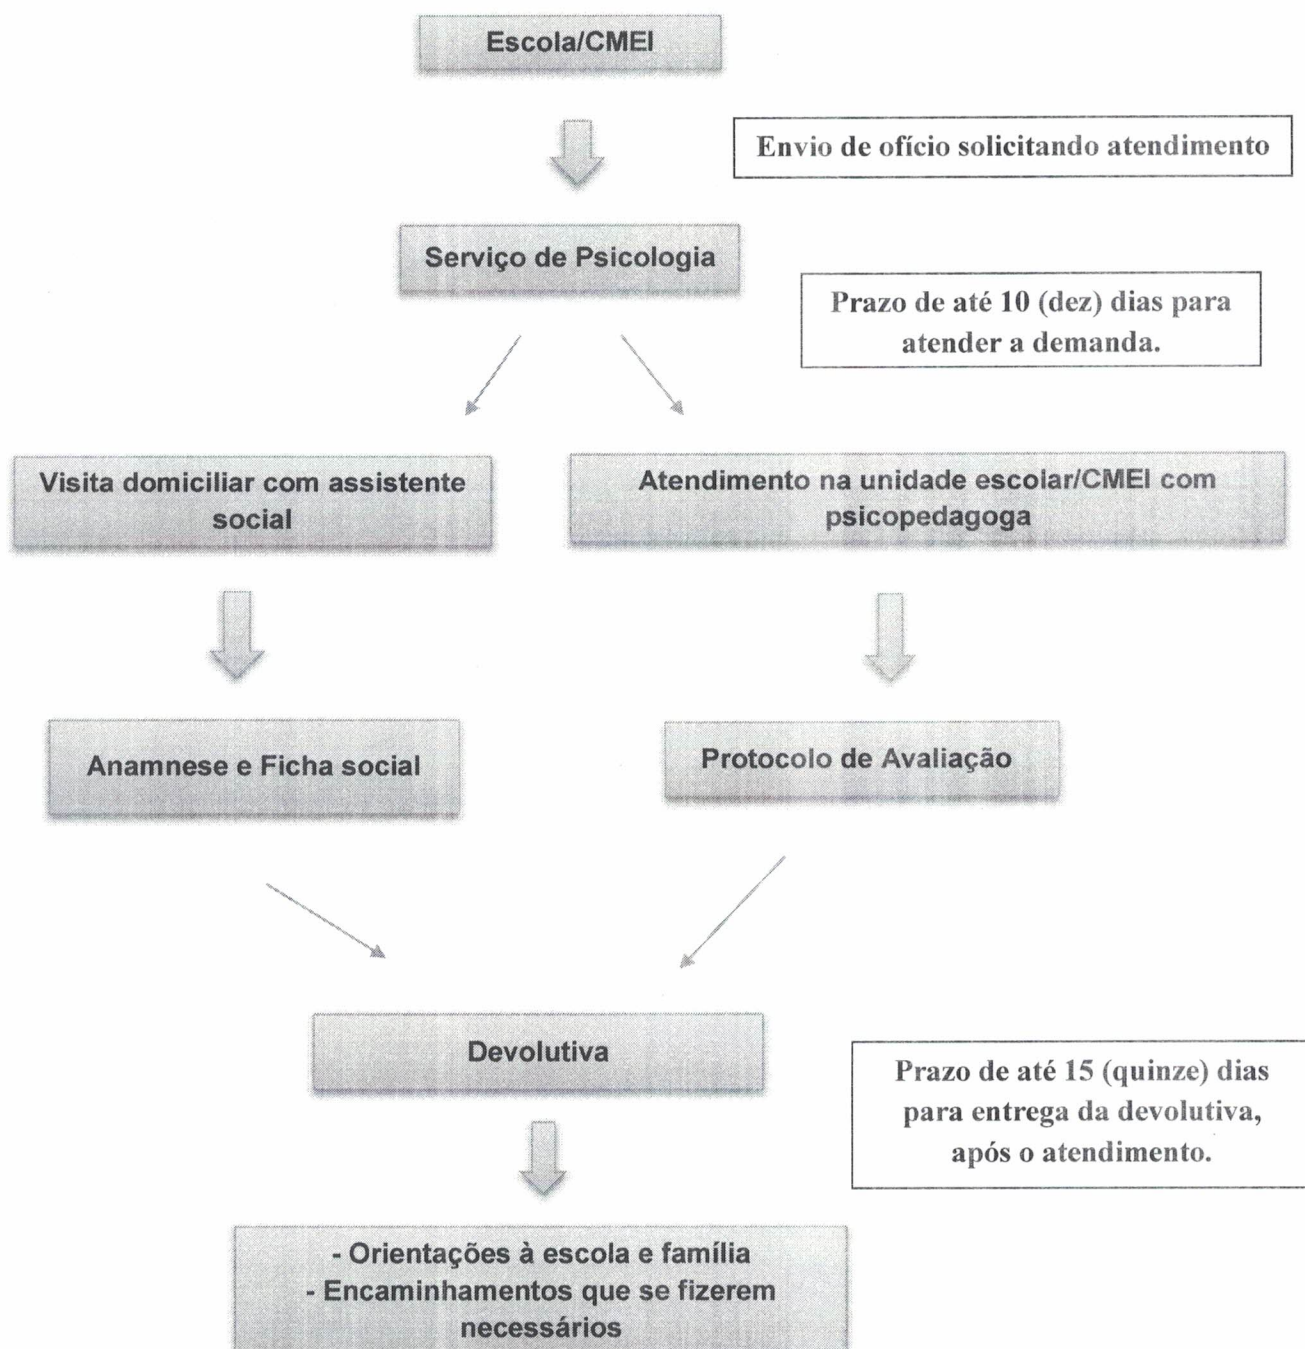 Escola/CMEI
Envio de ofício solicitando atendimento
Serviço de Psicologia
Prazo de até 10 (dez) dias para
atender a demanda.
Visita domiciliar com assistente
social
Atendimento na unidade escolar/CMEI com
psicopedagoga
Anamnese e Ficha social
Protocolo de Avaliação
Devolutiva
Prazo de até 15 (quinze) dias
para entrega da devolutiva,
após o atendimento.
- Orientações à escola e família
- Encaminhamentos que se fizerem
necessários